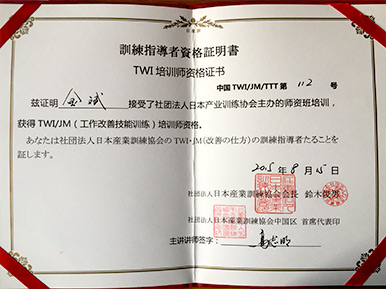 訓練指導者資格証明書
TWI 培训师资格证书
中国 TWI/JM/TTT 第 112 号
兹证明 金斌 接受了社团法人日本产业训练协会主办的师资班培训，
获得 TWI/JM（工作改善技能训练）培训师资格。
あなたは社団法人日本産業訓練協会の TWI・JM(改善の仕方) の訓練指導者たることを
証します。
2015 年 8 月 15 日
社団法人日本産業訓練協会会長 鈴木俊男
社団法人日本産業訓練協会中国区 首席代表印
主讲讲师签字：